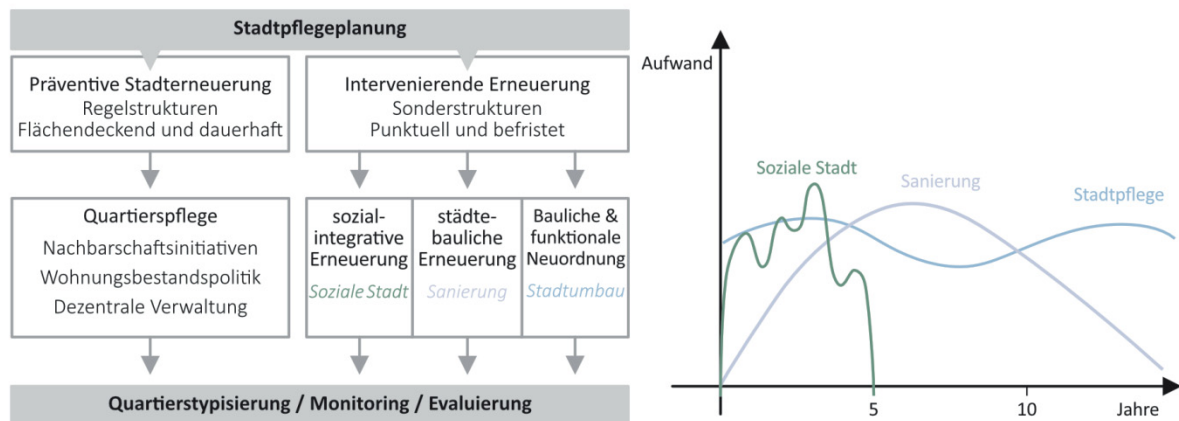 Stadtpflegeplanung
Präventive Stadterneuerung
Regelstrukturen
Flächendeckend und dauerhaft
Intervenierende Erneuerung
Sonderstrukturen
Punktuell und befristet
Quartierspflege
Nachbarschaftsinitiativen
Wohnungsbestandspolitik
Dezentrale Verwaltung
sozial-
integrative
Erneuerung
Soziale Stadt
städte-
bauliche
Erneuerung
Sanierung
Bauliche &
funktionale
Neuordnung
Stadtumbau
Quartierstypisierung / Monitoring / Evaluierung
Aufwand
Soziale Stadt
Sanierung
Stadtpflege
5
10
Jahre